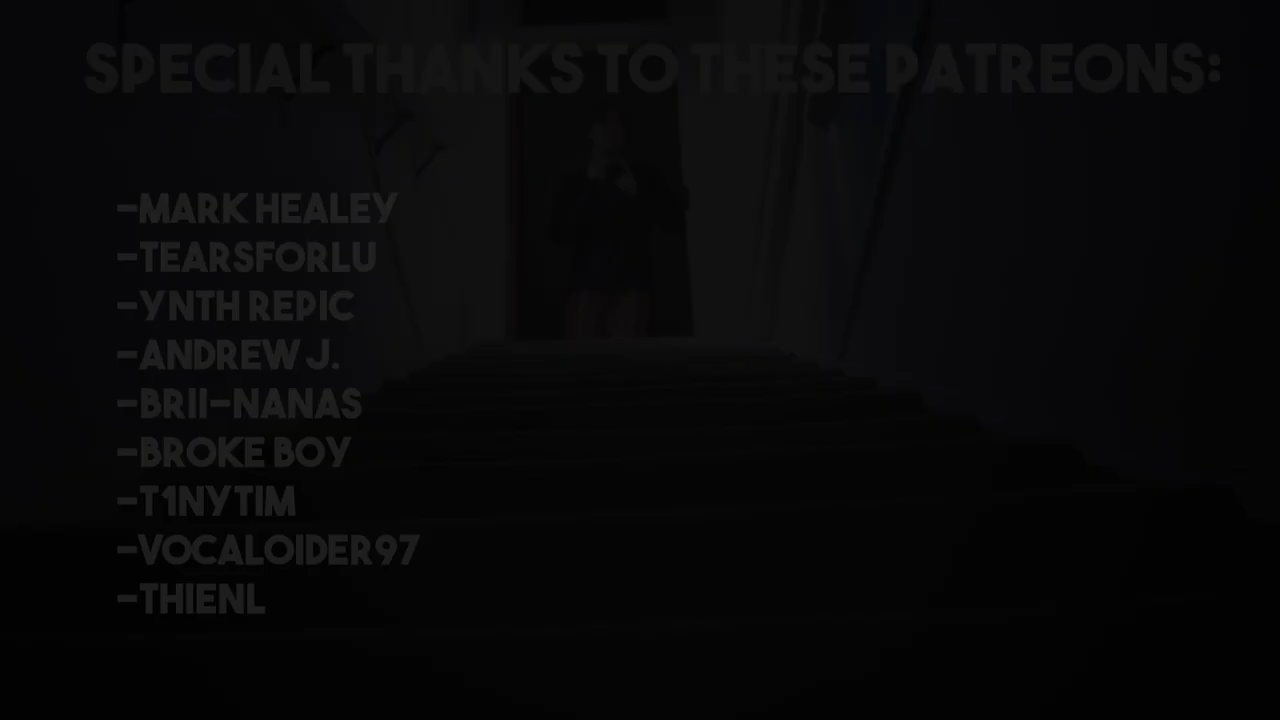 SPECIAL THANKS TO THESE PATREONS:
-MARK HEALEY
-TEARSFORLU
-YNTH REPIC
-ANDREW J.
-BRII-NANAS
-BROKE BOY
-T1NYTIM
-VOCALOIDER97
-THIENL